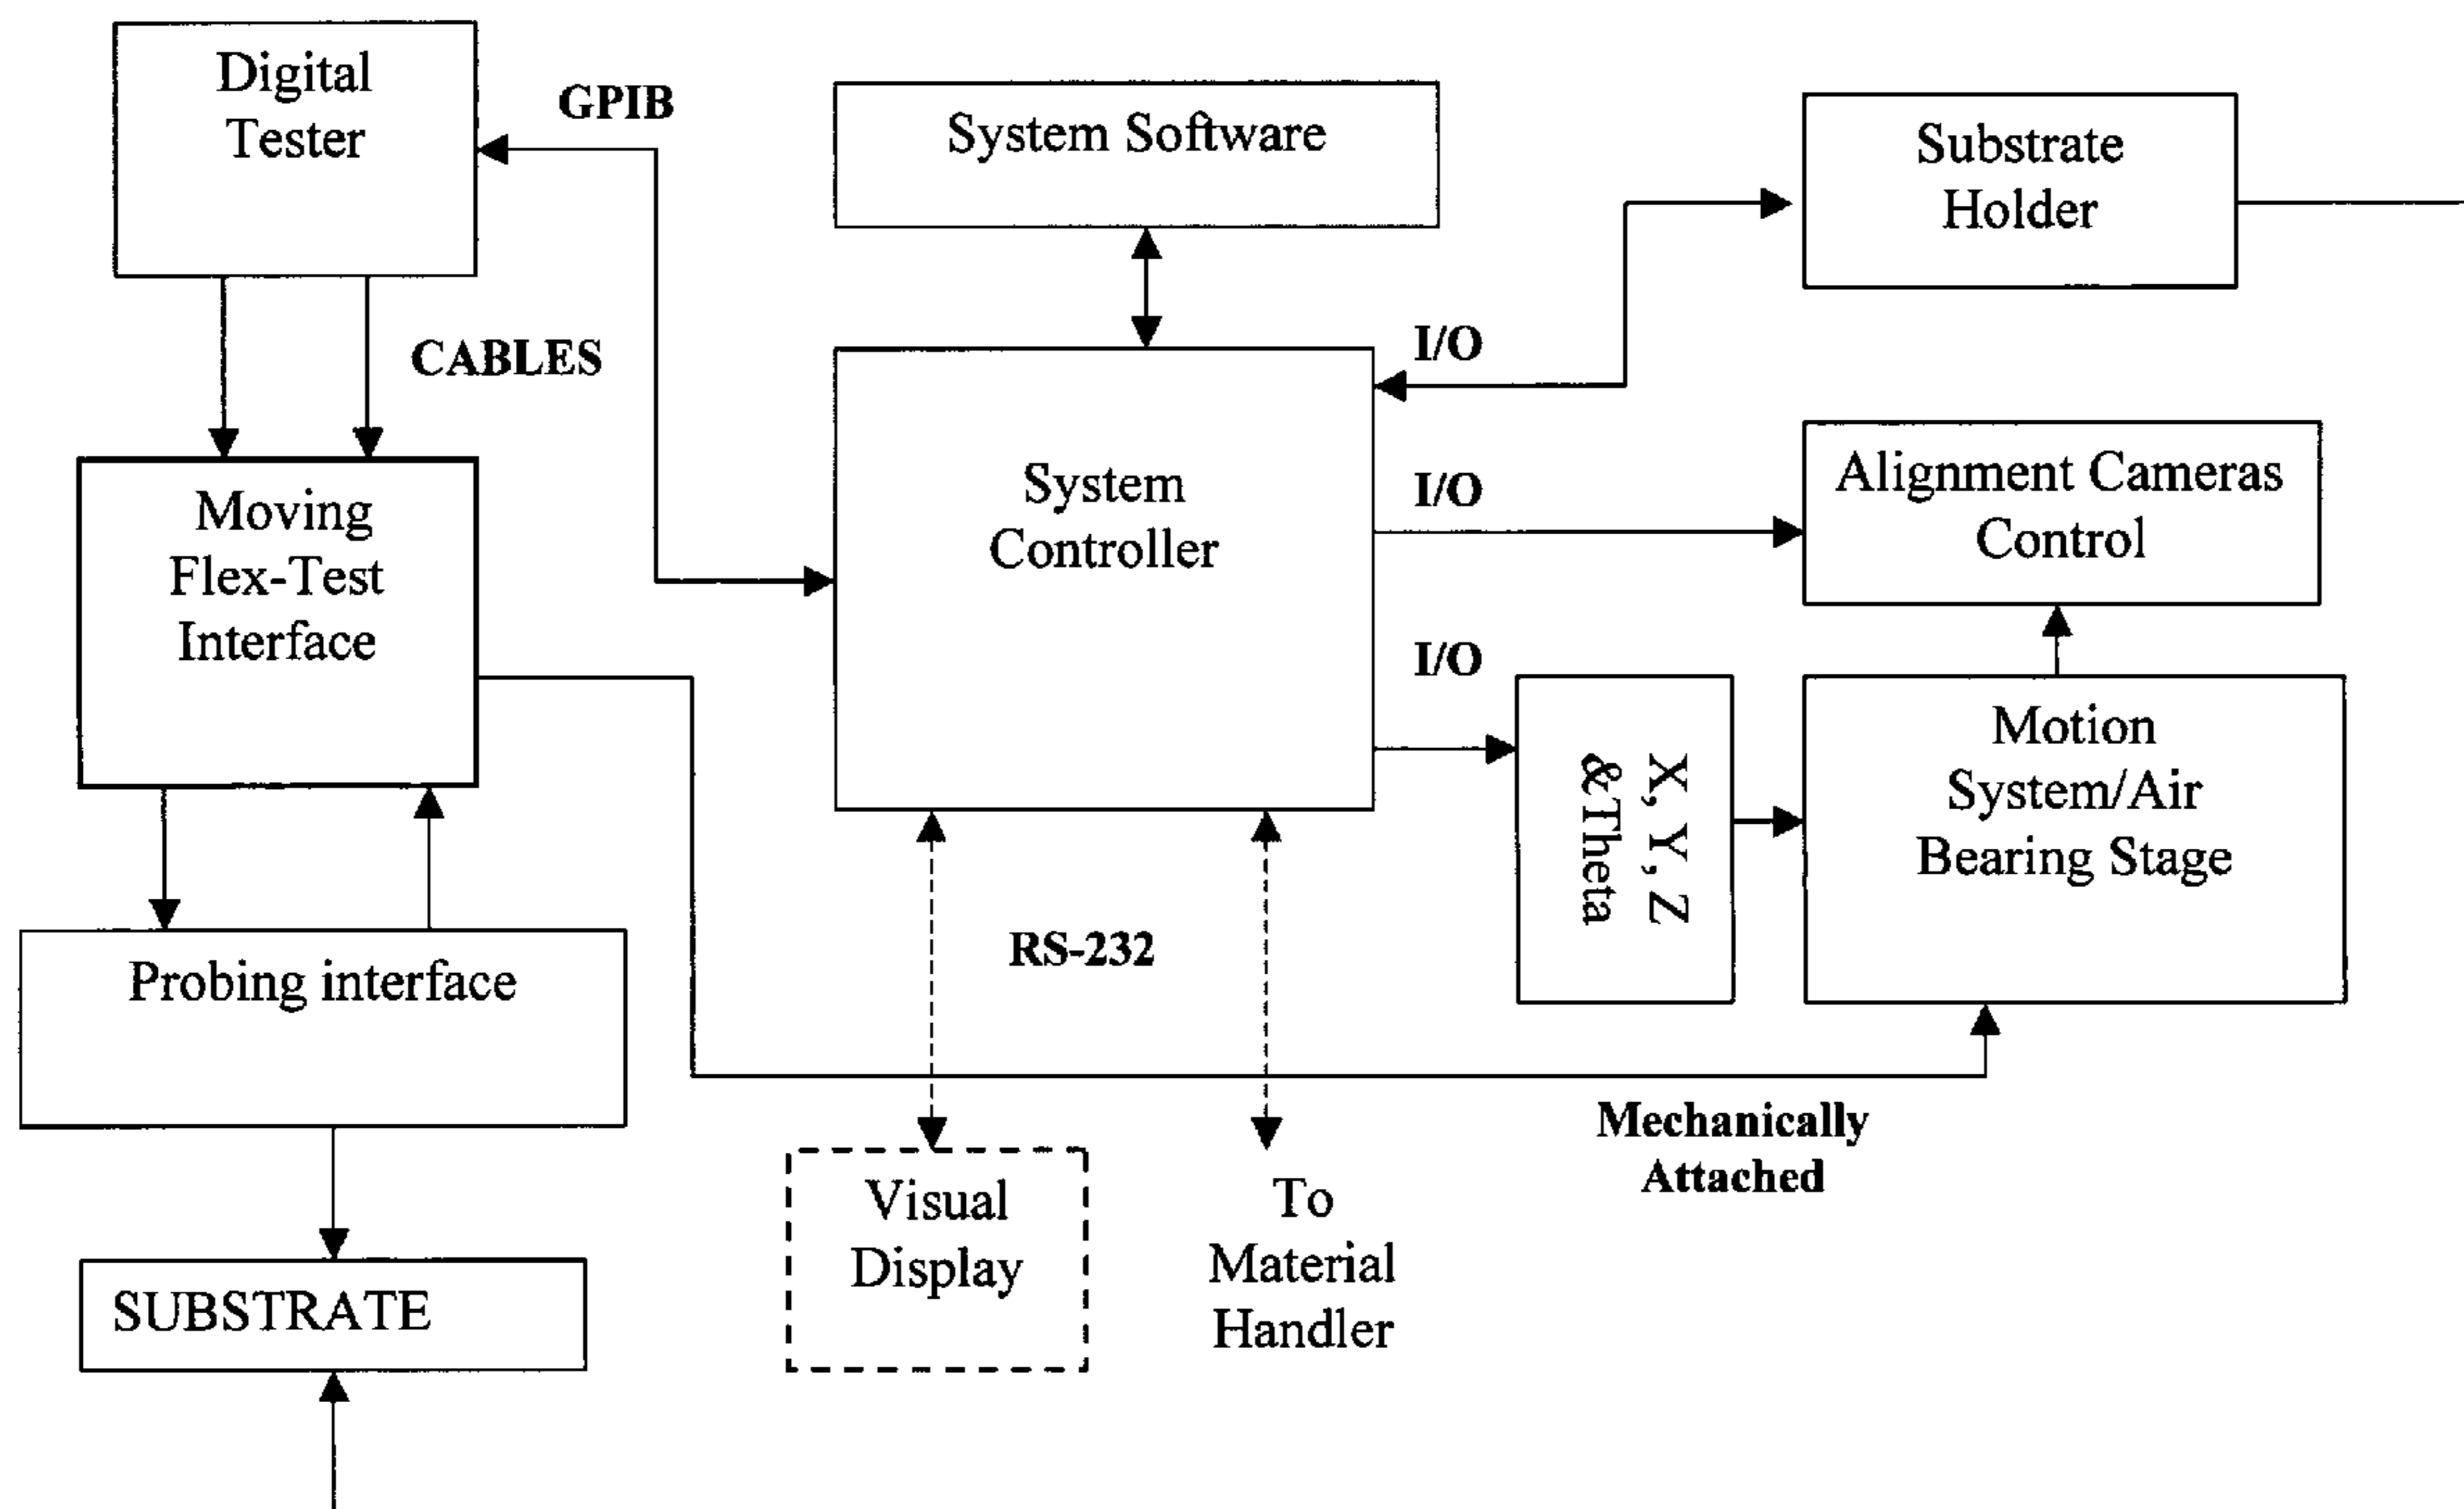 Digital
Tester
GPIB
System Software
Substrate
Holder
CABLES
I/O
Moving
Flex-Test
Interface
System
Controller
I/O
Alignment Cameras
Control
I/O
X, Y, Z
&Theta
Motion
System/Air
Bearing Stage
Probing interface
RS-232
Mechanically
Attached
SUBSTRATE
Visual
Display
To
Material
Handler